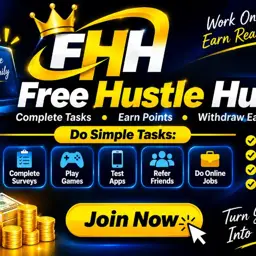 Work On
Earn Rea
FHH
Free Hustle Hu
Complete Tasks • Earn Points • Withdraw Ea
Do Simple Tasks:
Complete Surveys
Play Games
Test Apps
Refer Friends
Do Online Jobs
Join Now
Turn
Into